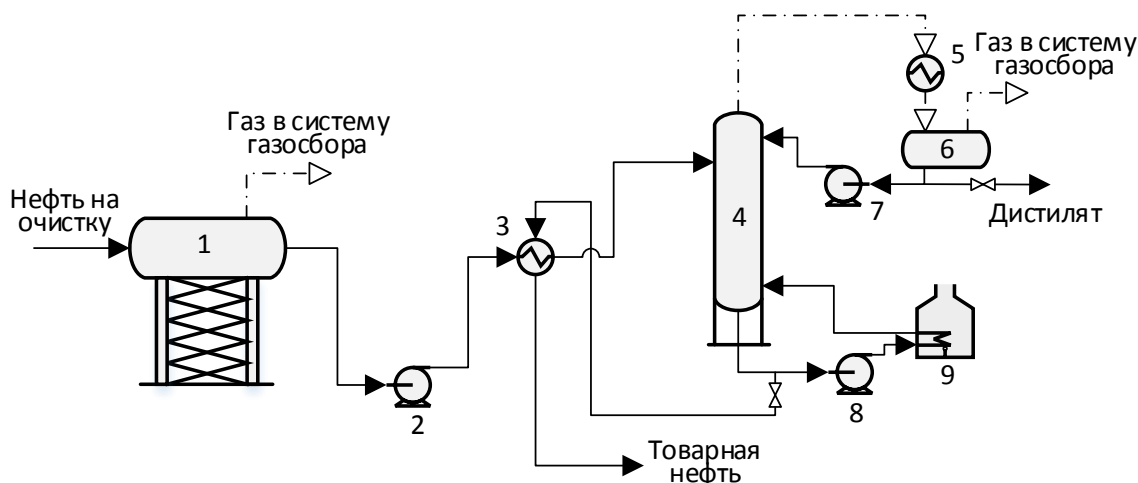 Газ в систему
газосбора
5
Газ в систему
газосбора
6
Нефть на
очистку
1
3
4
7
Дистилят
2
8
9
Товарная
нефть